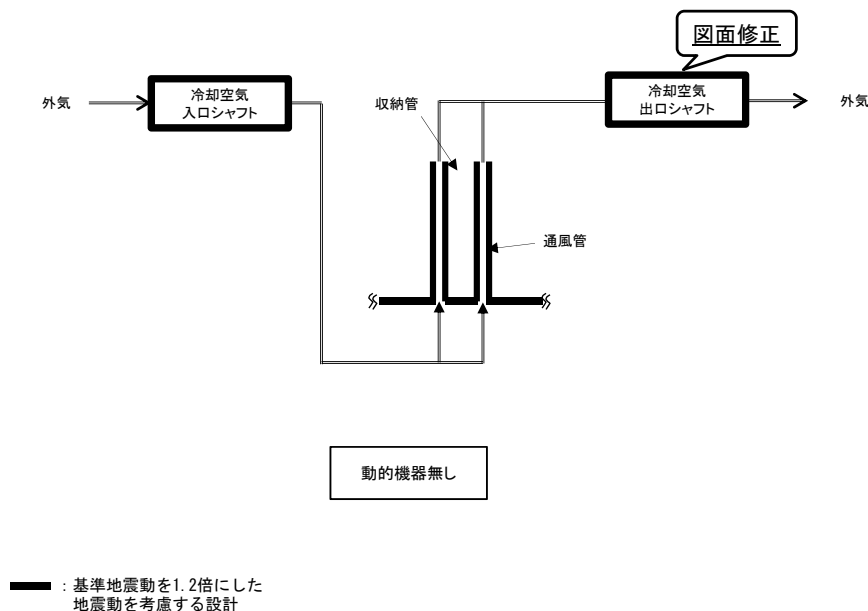 図面修正
外気
冷却空気
入口シャフト
収納管
冷却空気
出口シャフト
外気
通風管
動的機器無し
：基準地震動を1.2倍にした
地震動を考慮する設計